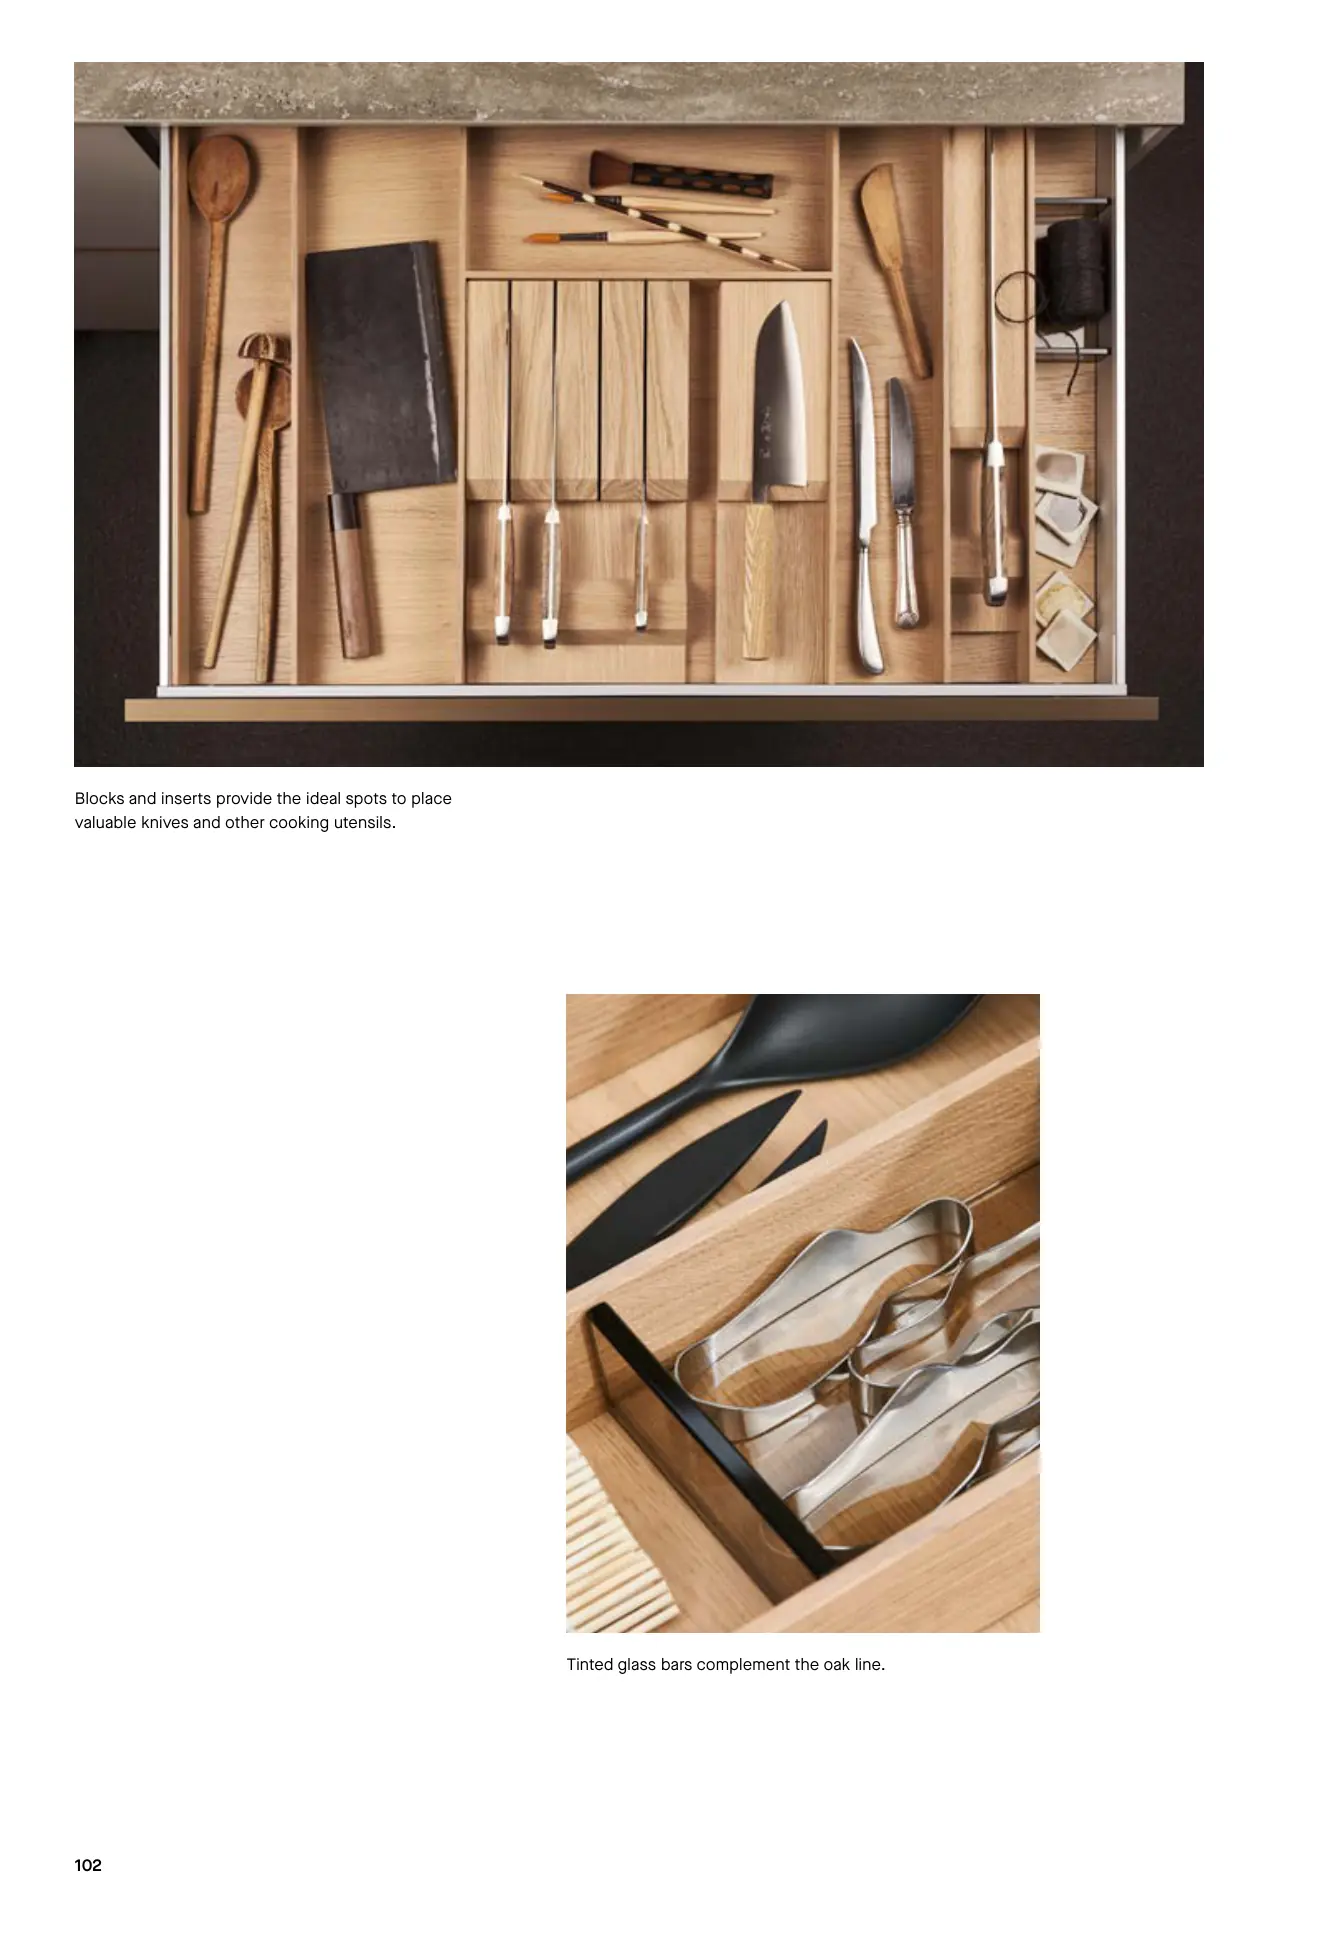 Blocks and inserts provide the ideal spots to place
valuable knives and other cooking utensils.
Tinted glass bars complement the oak line.
102